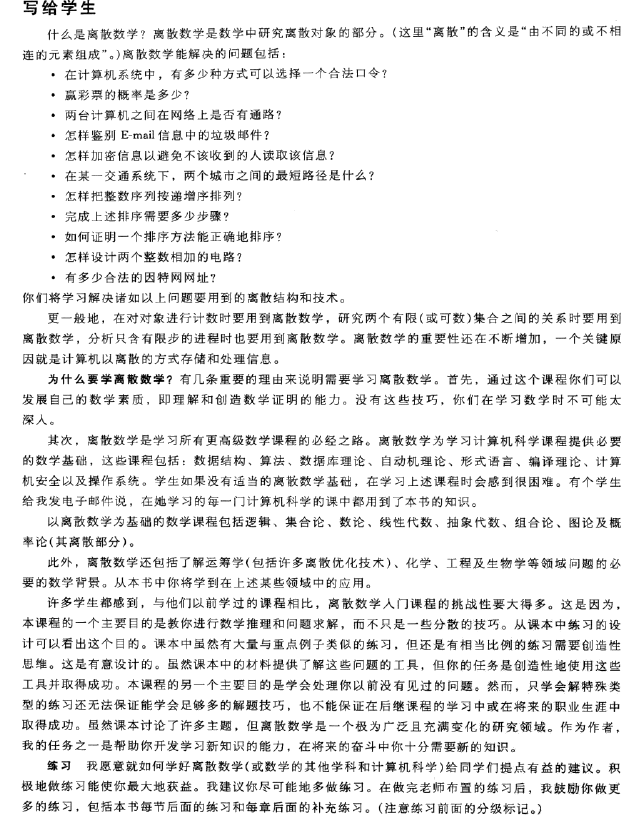 写给学生
什么是离散数学？离散数学是数学中研究离散对象的部分。(这里“离散”的含义是“由不同的或不相
连的元素组成”。)离散数学能解决的问题包括：
• 在计算机系统中，有多少种方式可以选择一个合法口令？
• 赢彩票的概率是多少？
• 两台计算机之间在网络上是否有通路？
• 怎样鉴别 E-mail 信息中的垃圾邮件？
• 怎样加密信息以避免不该收到的人读取该信息？
• 在某一交通系统下，两个城市之间的最短路径是什么？
• 怎样把整数序列按递增序排列？
• 完成上述排序需要多少步骤？
• 如何证明一个排序方法能正确地排序？
• 怎样设计两个整数相加的电路？
• 有多少合法的因特网网址？
你们将学习解决诸如以上问题要用到的离散结构和技术。
更一般地，在对对象进行计数时要用到离散数学，研究两个有限(或可数)集合之间的关系时要用到
离散数学，分析只含有限步的进程时也要用到离散数学。离散数学的重要性还在不断增加，一个关键原
因就是计算机以离散的方式存储和处理信息。
为什么要学离散数学？有几条重要的理由来说明需要学习离散数学。首先，通过这个课程你们可以
发展自己的数学素质，即理解和创造数学证明的能力。没有这些技巧，你们在学习数学时不可能太
深入。
其次，离散数学是学习所有更高级数学课程的必经之路。离散数学为学习计算机科学课程提供必要
的数学基础，这些课程包括：数据结构、算法、数据库理论、自动机理论、形式语言、编译理论、计算
机安全以及操作系统。学生如果没有适当的离散数学基础，在学习上述课程时会感到很困难。有个学生
给我发电子邮件说，在她学习的每一门计算机科学的课中都用到了本书的知识。
以离散数学为基础的数学课程包括逻辑、集合论、数论、线性代数、抽象代数、组合论、图论及概
率论(其离散部分)。
此外，离散数学还包括了解运筹学(包括许多离散优化技术)、化学、工程及生物学等领域问题的必
要的数学背景。从本书中你将学到在上述某些领域中的应用。
许多学生都感到，与他们以前学过的课程相比，离散数学入门课程的挑战性要大得多。这是因为，
本课程的一个主要目的是教你进行数学推理和问题求解，而不只是一些分散的技巧。从课本中练习的设
计可以看出这个目的。课本中虽然有大量与重点例子类似的练习，但还是有相当比例的练习需要创造性
思维。这是有意设计的。虽然课本中的材料提供了解这些问题的工具，但你的任务是创造性地使用这些
工具并取得成功。本课程的另一个主要目的是学会处理你以前没有见过的问题。然而，只学会解特殊类
型的练习还无法保证能学会足够多的解题技巧，也不能保证在后继课程的学习中或在将来的职业生涯中
取得成功。虽然课本讨论了许多主题，但离散数学是一个极为广泛且充满变化的研究领域。作为作者，
我的任务之一是帮助你开发学习新知识的能力，在将来的奋斗中你十分需要新的知识。
练习 我愿意就如何学好离散数学(或数学的其他学科和计算机科学)给同学们提点有益的建议。积
极地做练习能使你最大地获益。我建议你尽可能地多做练习。在做完老师布置的练习后，我鼓励你做更
多的练习，包括本书每节后面的练习和每章后面的补充练习。(注意练习前面的分级标记。)